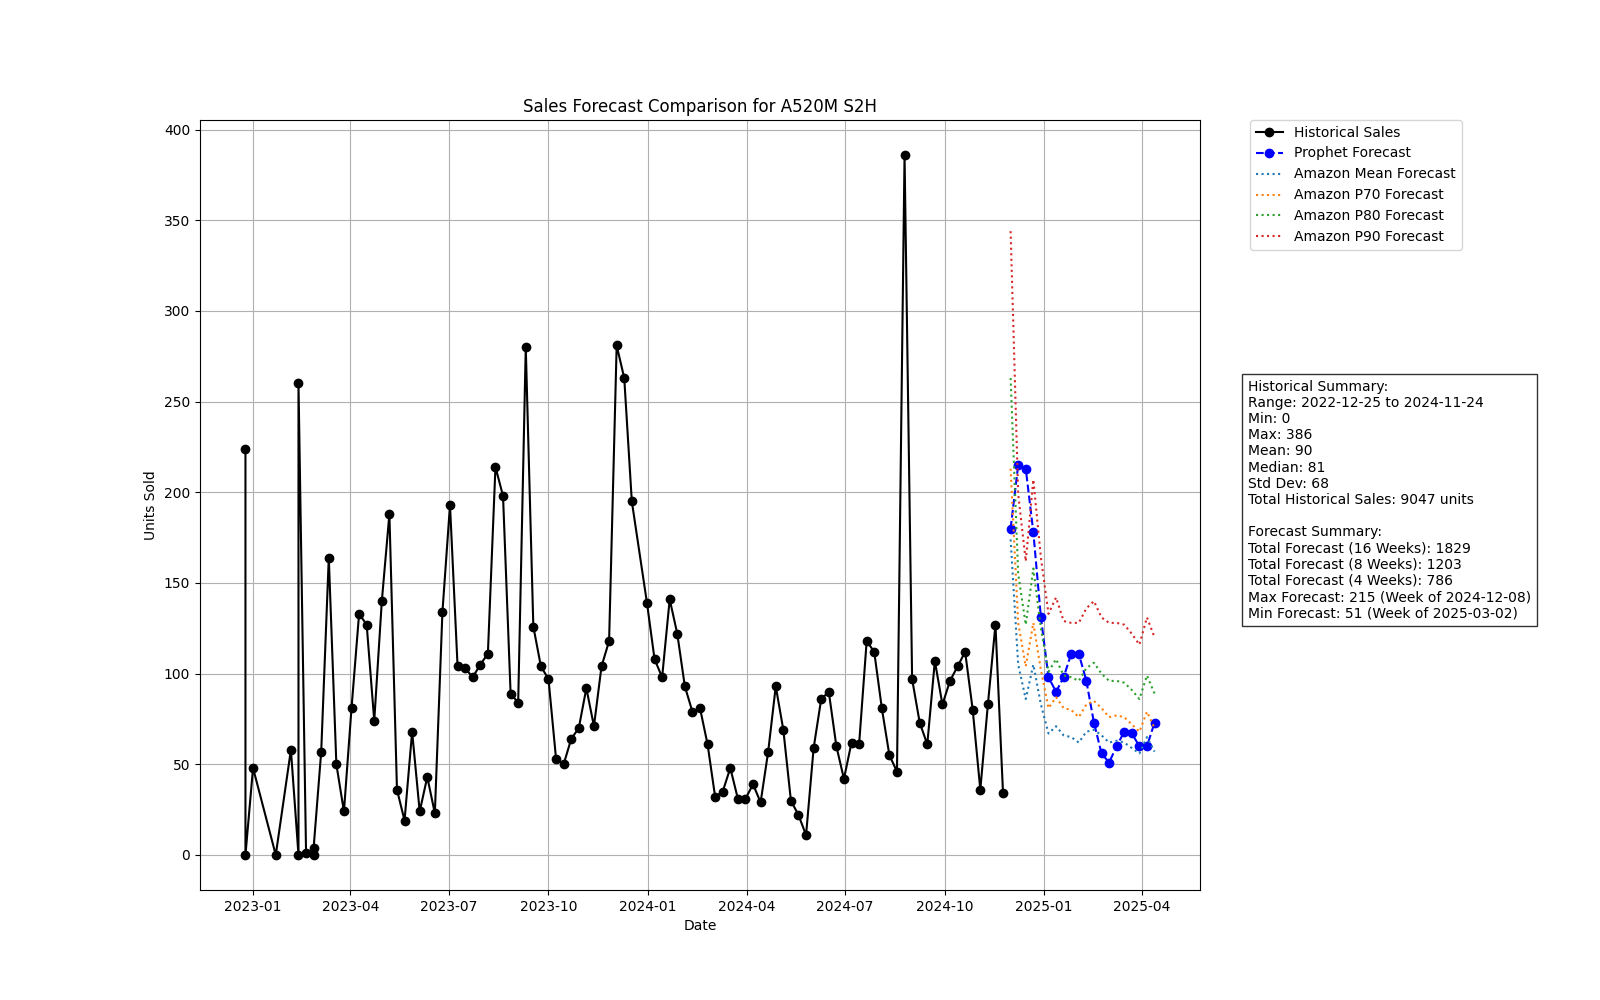 Sales Forecast Comparison for A520M S2H
400
350
300
250
200
150
100
50
0
Units Sold
2023-01
2023-04
2023-07
2023-10
2024-01
2024-04
2024-07
2024-10
2025-01
2025-04
Date
Historical Sales
Prophet Forecast
Amazon Mean Forecast
Amazon P70 Forecast
Amazon P80 Forecast
Amazon P90 Forecast
Historical Summary:
Range: 2022-12-25 to 2024-11-24
Min: 0
Max: 386
Mean: 90
Median: 81
Std Dev: 68
Total Historical Sales: 9047 units
Forecast Summary:
Total Forecast (16 Weeks): 1829
Total Forecast (8 Weeks): 1203
Total Forecast (4 Weeks): 786
Max Forecast: 215 (Week of 2024-12-08)
Min Forecast: 51 (Week of 2025-03-02)